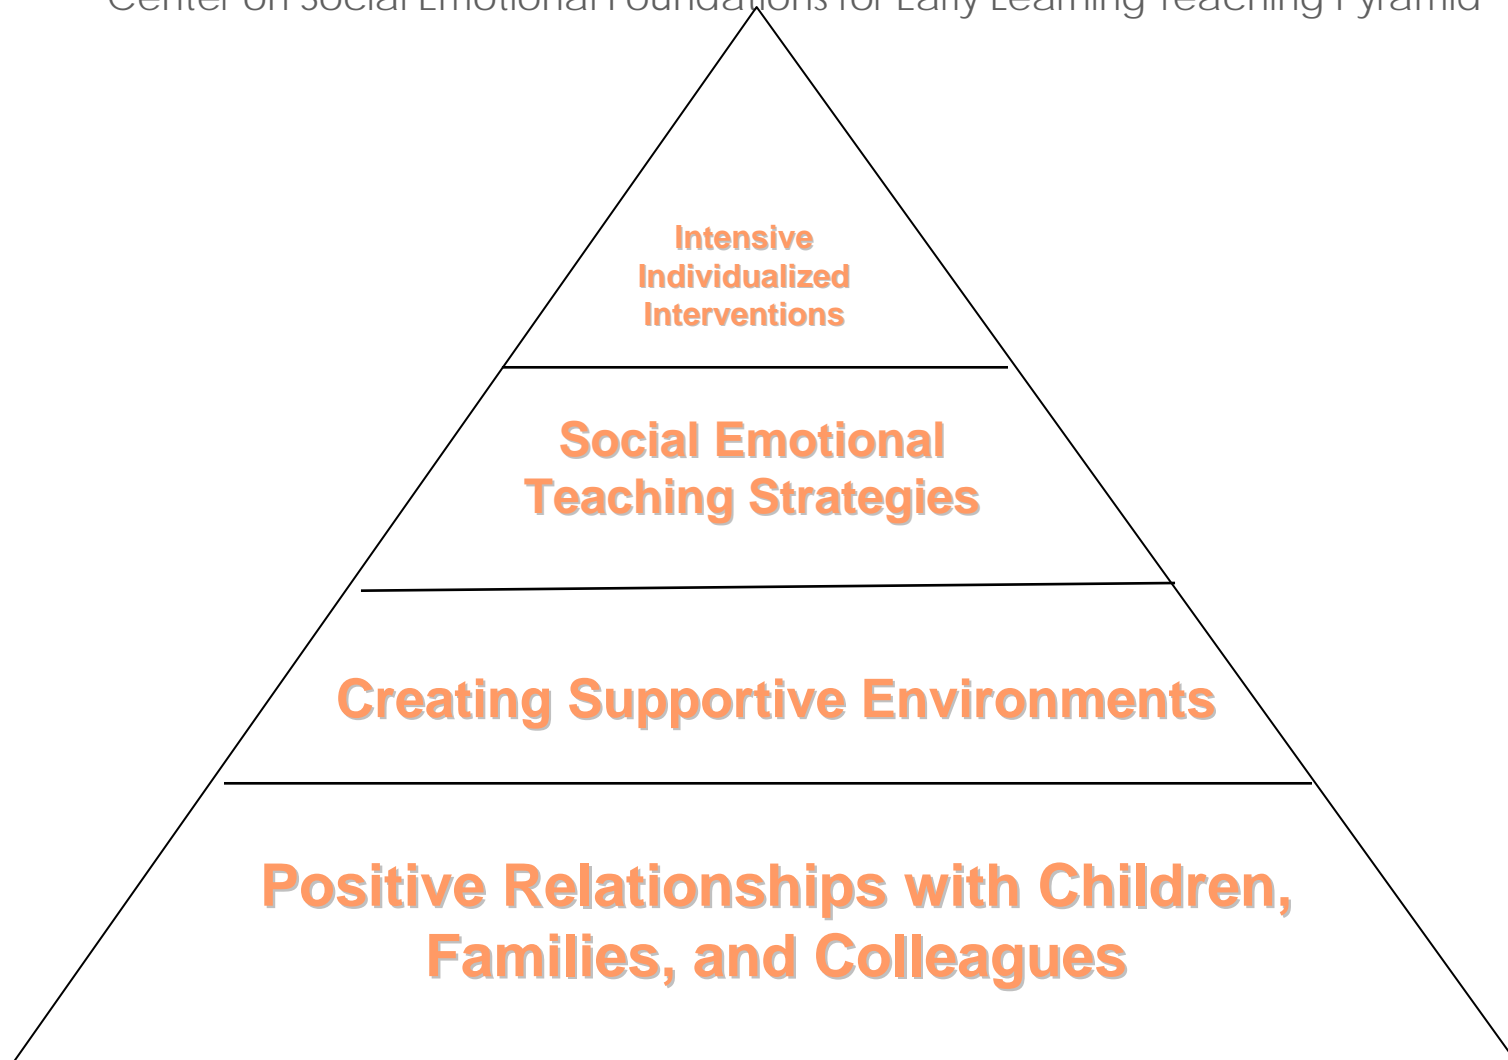 Center on Social Emotional Foundations for Early Learning Teaching Pyramid
Intensive
Individualized
Interventions
Social Emotional
Teaching Strategies
Creating Supportive Environments
Positive Relationships with Children,
Families, and Colleagues